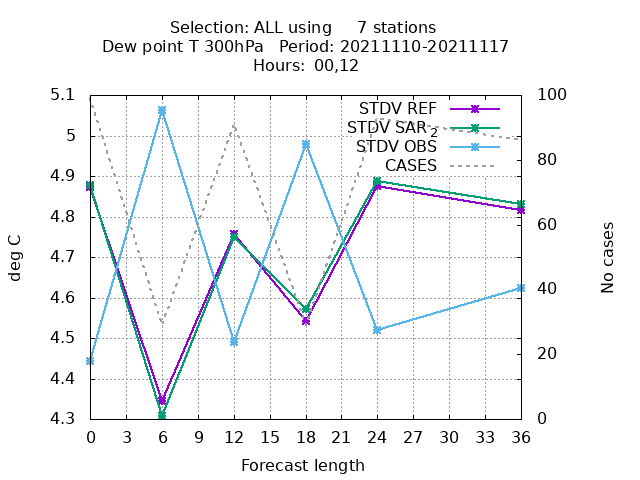 Selection: ALL using     7 stations
Dew point T 300hPa   Period: 20211110-20211117
Hours:  00,12
5.1
5
4.9
4.8
4.7
4.6
4.5
4.4
4.3
deg C
STDV REF
STDV SAR2
STDV OBS
CASES
100
80
60
40
20
0
No cases
0 3 6 9 12 15 18 21 24 27 30 33 36
Forecast length